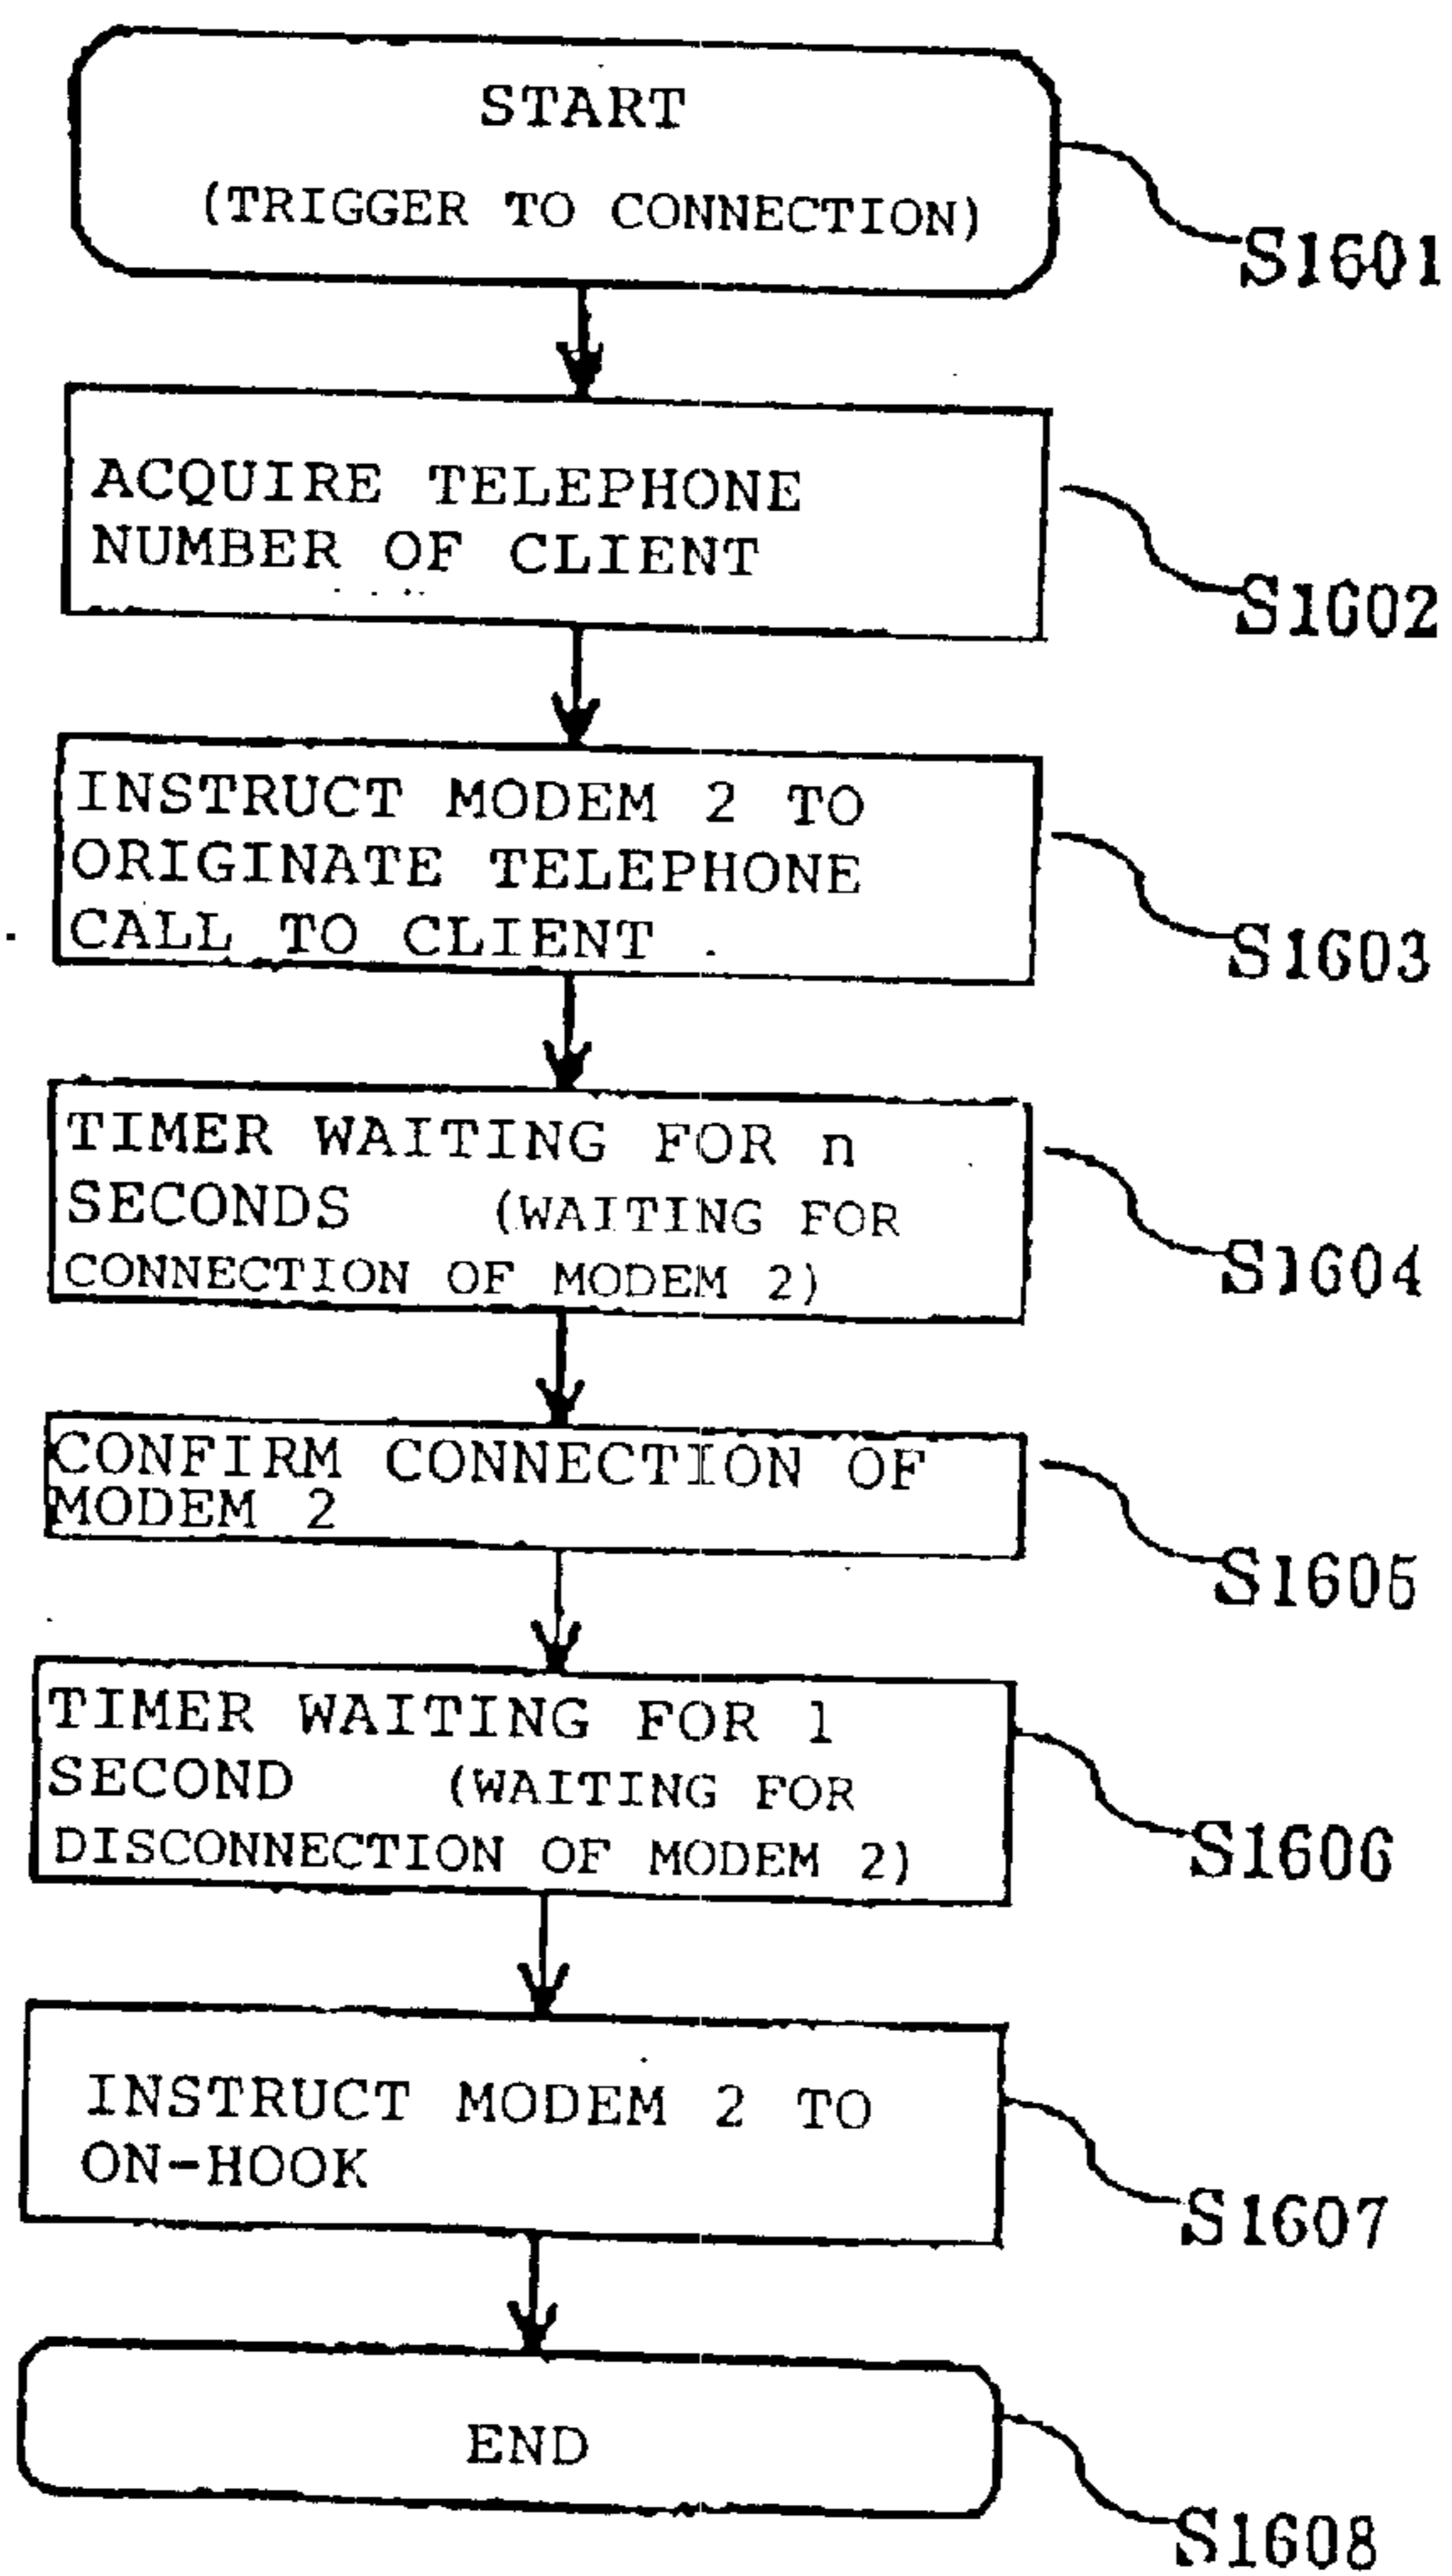 START
(TRIGGER TO CONNECTION)
S1601
ACQUIRE TELEPHONE
NUMBER OF CLIENT
S1602
INSTRUCT MODEM 2 TO
ORIGINATE TELEPHONE
CALL TO CLIENT
S1603
TIMER WAITING FOR n
SECONDS (WAITING FOR
CONNECTION OF MODEM 2)
S1604
CONFIRM CONNECTION OF
MODEM 2
S1605
TIMER WAITING FOR 1
SECOND (WAITING FOR
DISCONNECTION OF MODEM 2)
S1606
INSTRUCT MODEM 2 TO
ON-HOOK
S1607
END
S1608